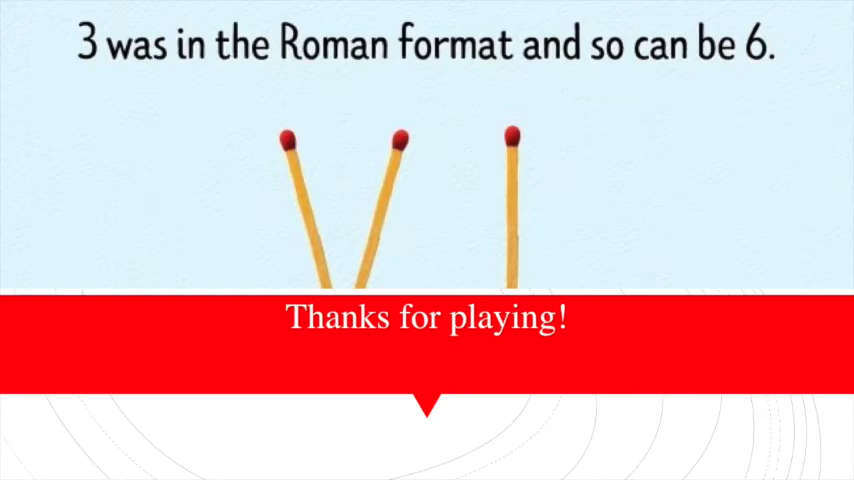 3 was in the Roman format and so can be 6.
Thanks for playing!